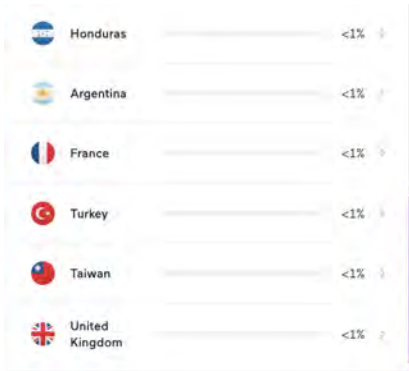 Honduras <1%
Argentina <1%
France <1%
Turkey <1%
Taiwan <1%
United
Kingdom <1%